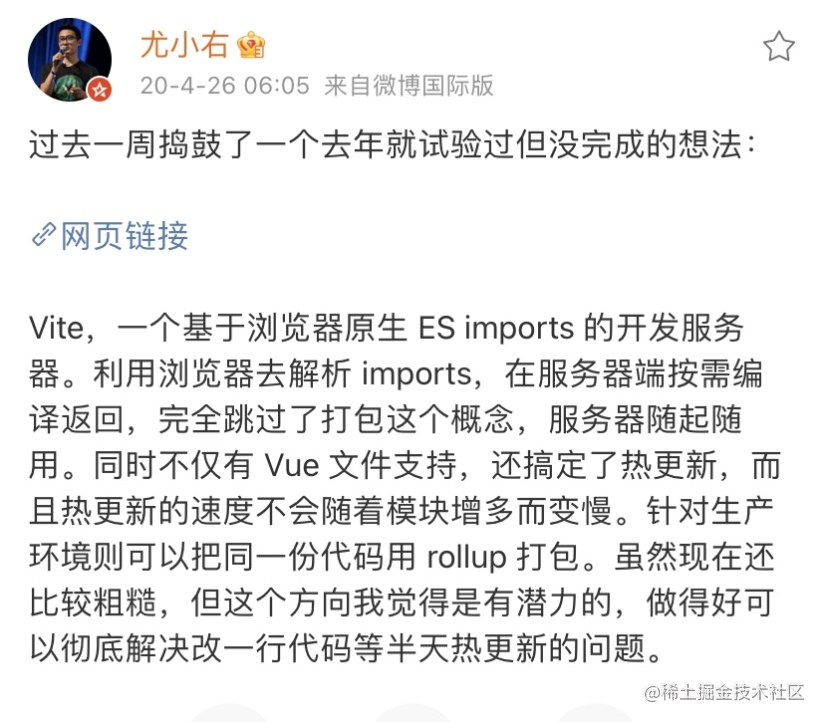 尤小右
20-4-26 06:05 来自微博国际版
过去一周捣鼓了一个去年就试验过但没完成的想法：
网页链接
Vite，一个基于浏览器原生 ES imports 的开发服务
器。利用浏览器去解析 imports，在服务器端按需编
译返回，完全跳过了打包这个概念，服务器随起随
用。同时不仅有 Vue 文件支持，还搞定了热更新，而
且热更新的速度不会随着模块增多而变慢。针对生产
环境则可以把同一份代码用 rollup 打包。虽然现在还
比较粗糙，但这个方向我觉得是有潜力的，做得好可
以彻底解决改一行代码等半天热更新的问题。
@稀土掘金技术社区